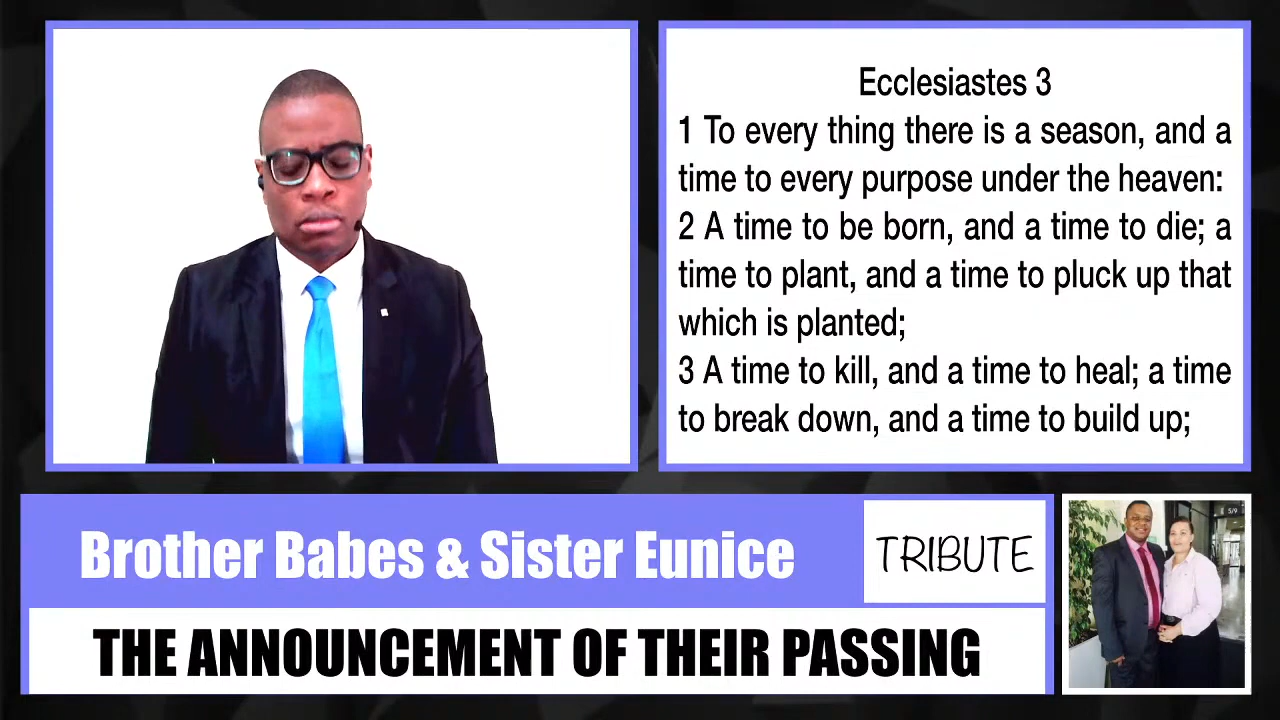 Ecclesiastes 3
1 To every thing there is a season, and a
time to every purpose under the heaven:
2 A time to be born, and a time to die; a
time to plant, and a time to pluck up that
which is planted;
3 A time to kill, and a time to heal; a time
to break down, and a time to build up;
Brother Babes & Sister Eunice
TRIBUTE
THE ANNOUNCEMENT OF THEIR PASSING
5/9